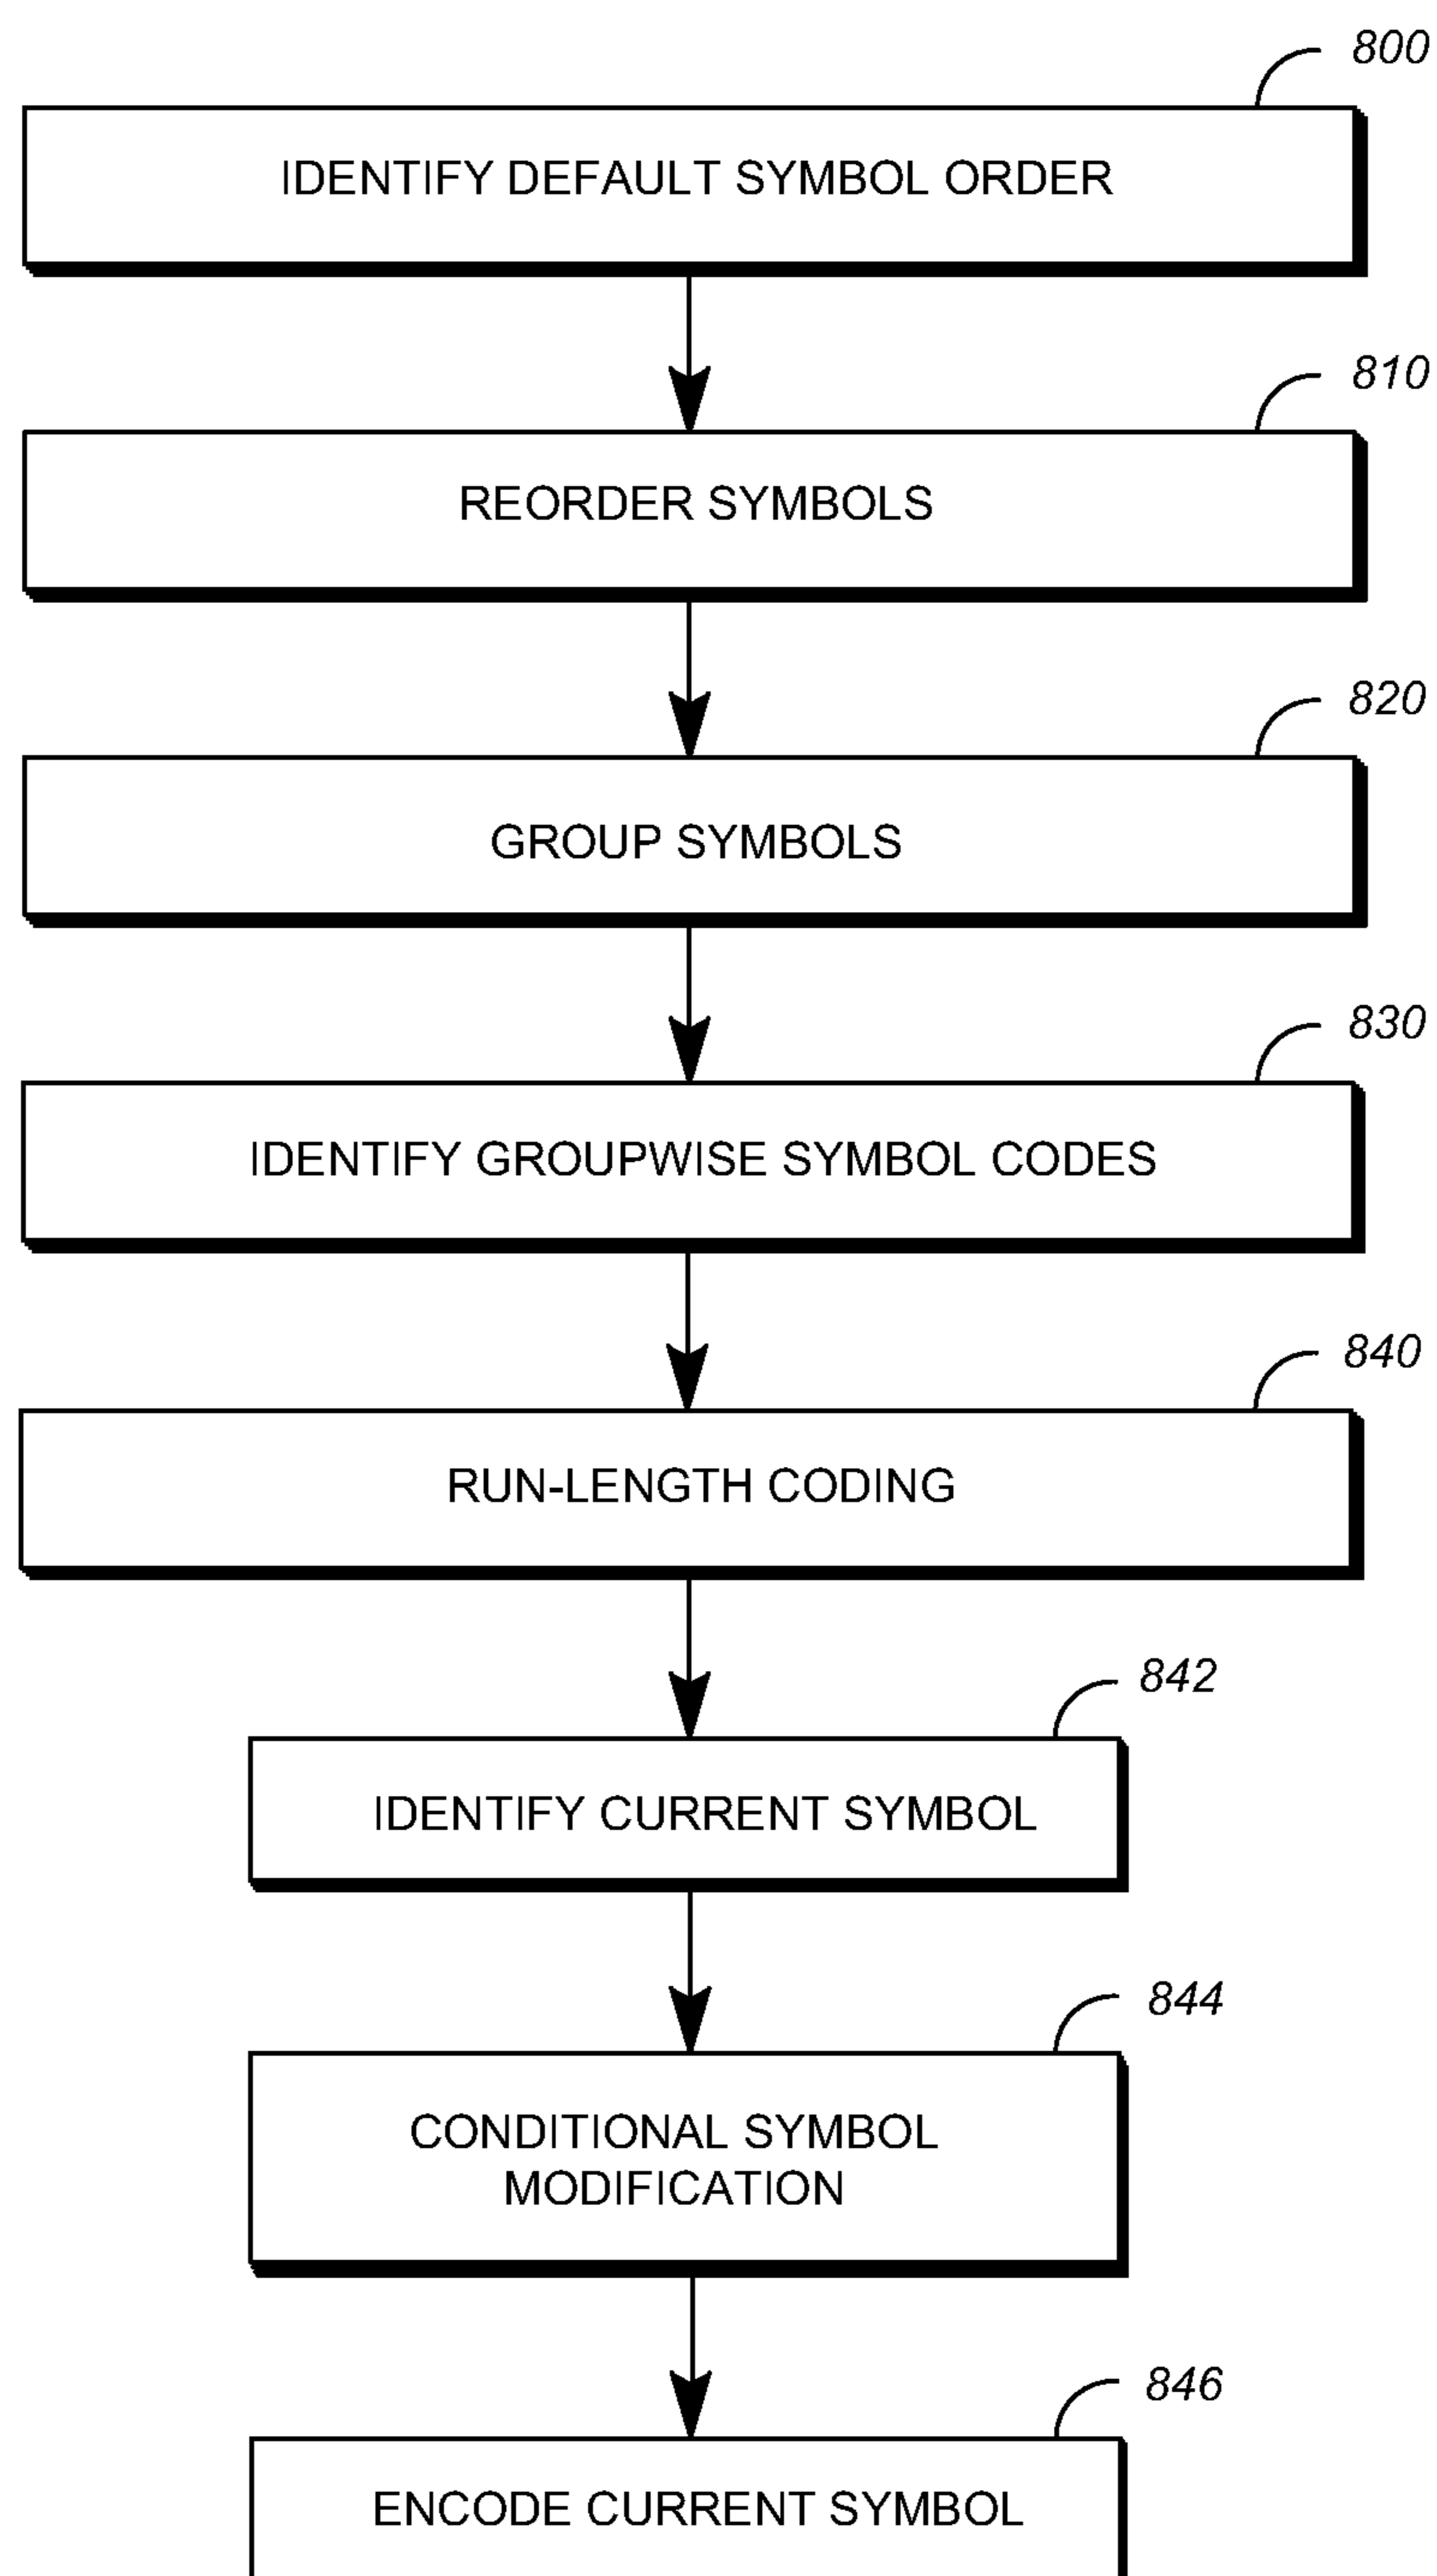 800
IDENTIFY DEFAULT SYMBOL ORDER
810
REORDER SYMBOLS
820
GROUP SYMBOLS
830
IDENTIFY GROUPWISE SYMBOL CODES
840
RUN-LENGTH CODING
842
IDENTIFY CURRENT SYMBOL
844
CONDITIONAL SYMBOL
MODIFICATION
846
ENCODE CURRENT SYMBOL